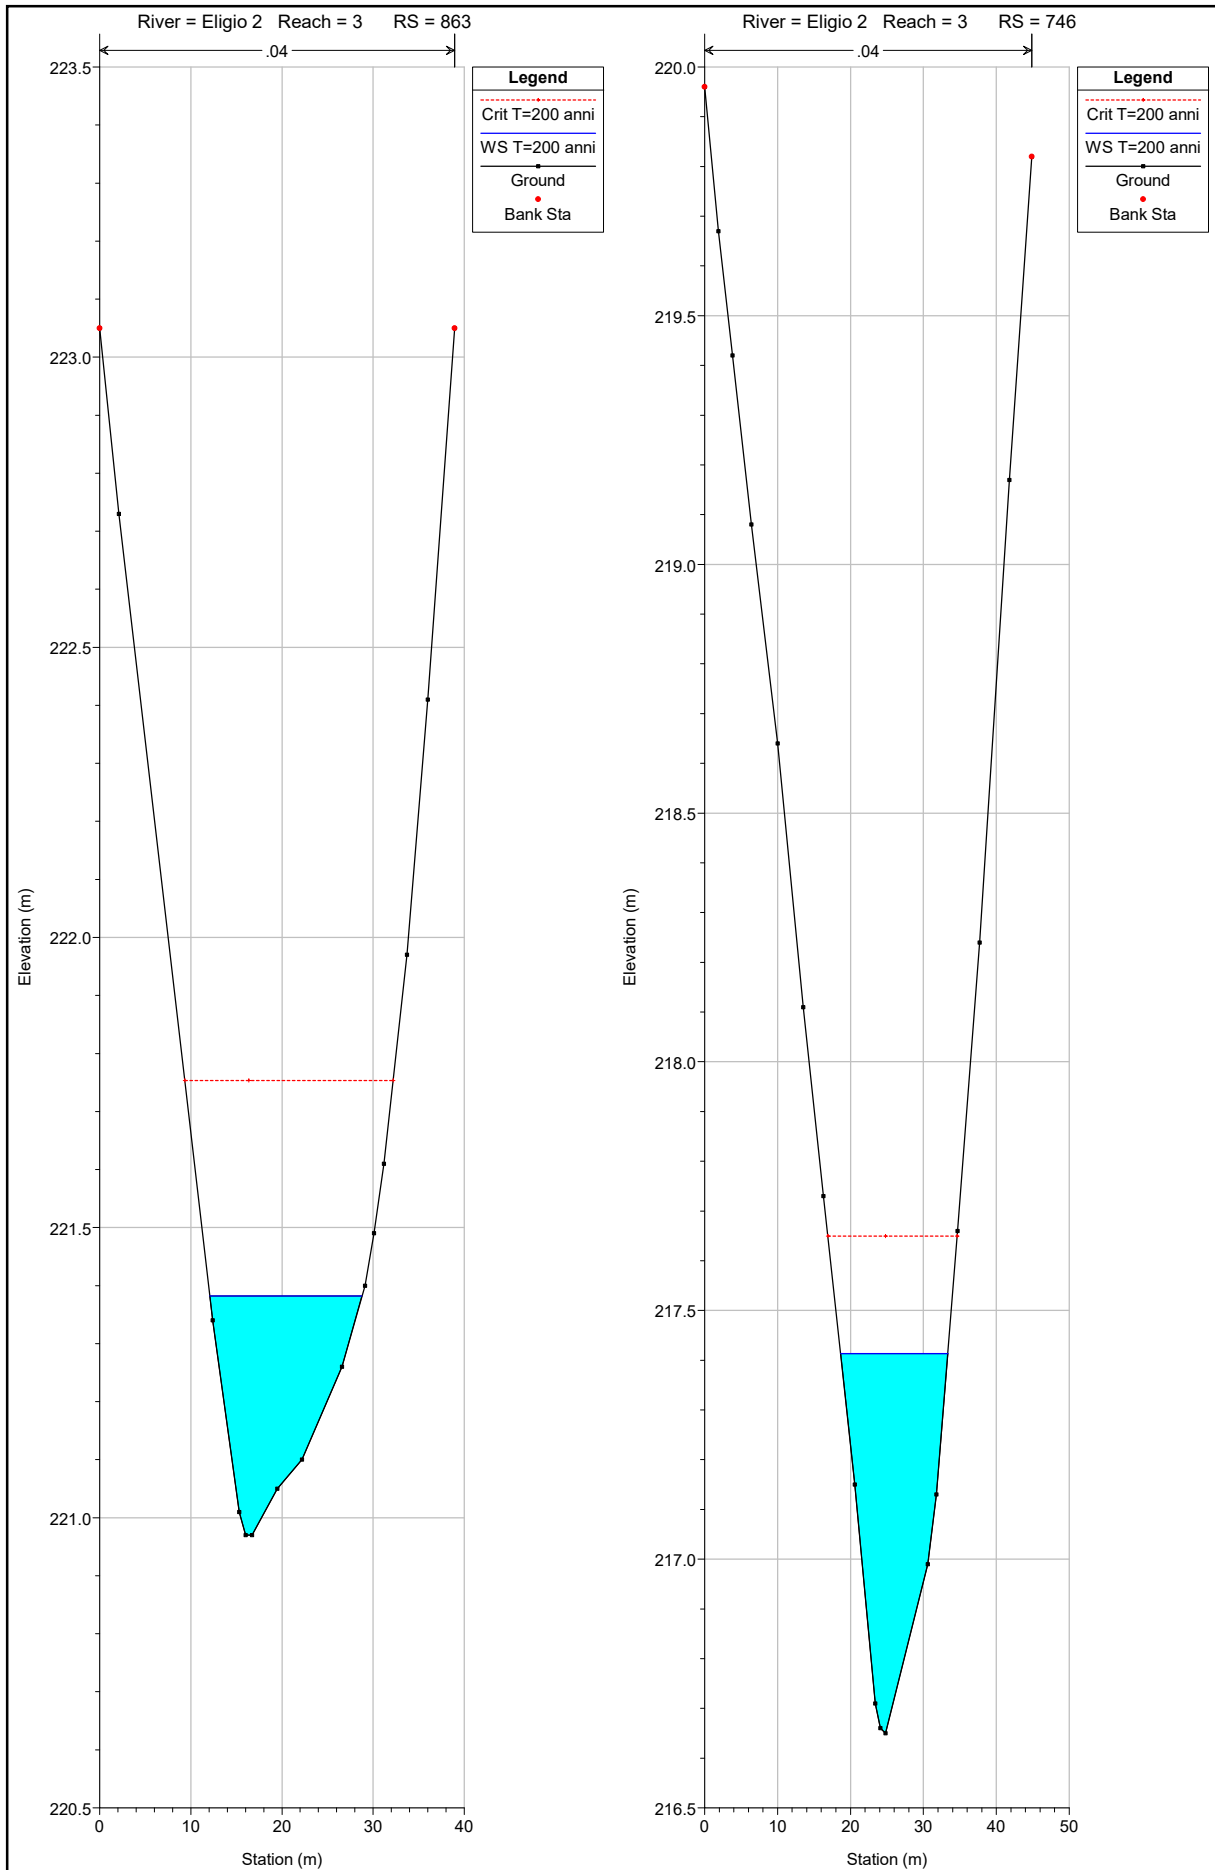 River = Eligio 2 Reach = 3 RS = 863
.04
Legend
Crit T=200 anni
WS T=200 anni
Ground
Bank Sta
223.5
223.0
222.5
222.0
221.5
221.0
220.5
Elevation (m)
0 10 20 30 40
Station (m)
River = Eligio 2 Reach = 3 RS = 746
.04
Legend
Crit T=200 anni
WS T=200 anni
Ground
Bank Sta
220.0
219.5
219.0
218.5
218.0
217.5
217.0
216.5
Elevation (m)
0 10 20 30 40 50
Station (m)